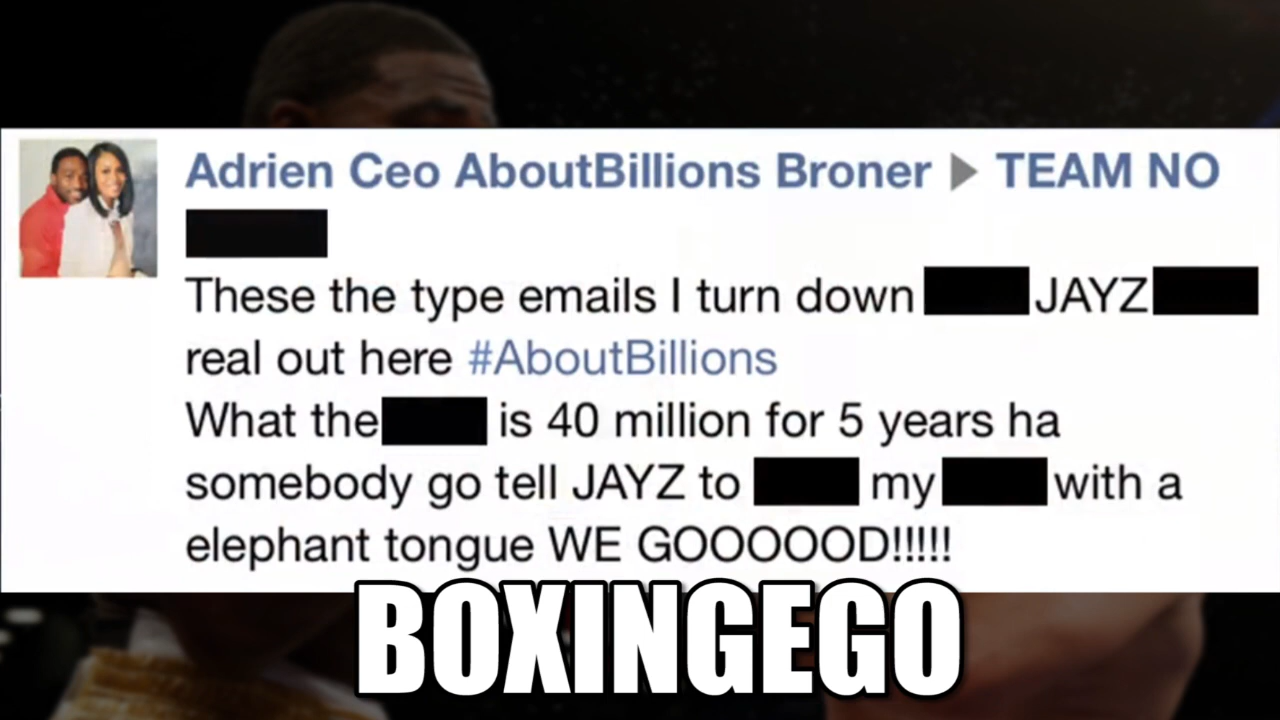 Adrien Ceo AboutBillions Broner ▶ TEAM NO
These the type emails I turn down JAYZ
real out here #AboutBillions
What the is 40 million for 5 years ha
somebody go tell JAYZ to my with a
elephant tongue WE GOOOOOD!!!!!
BOXINGEGO